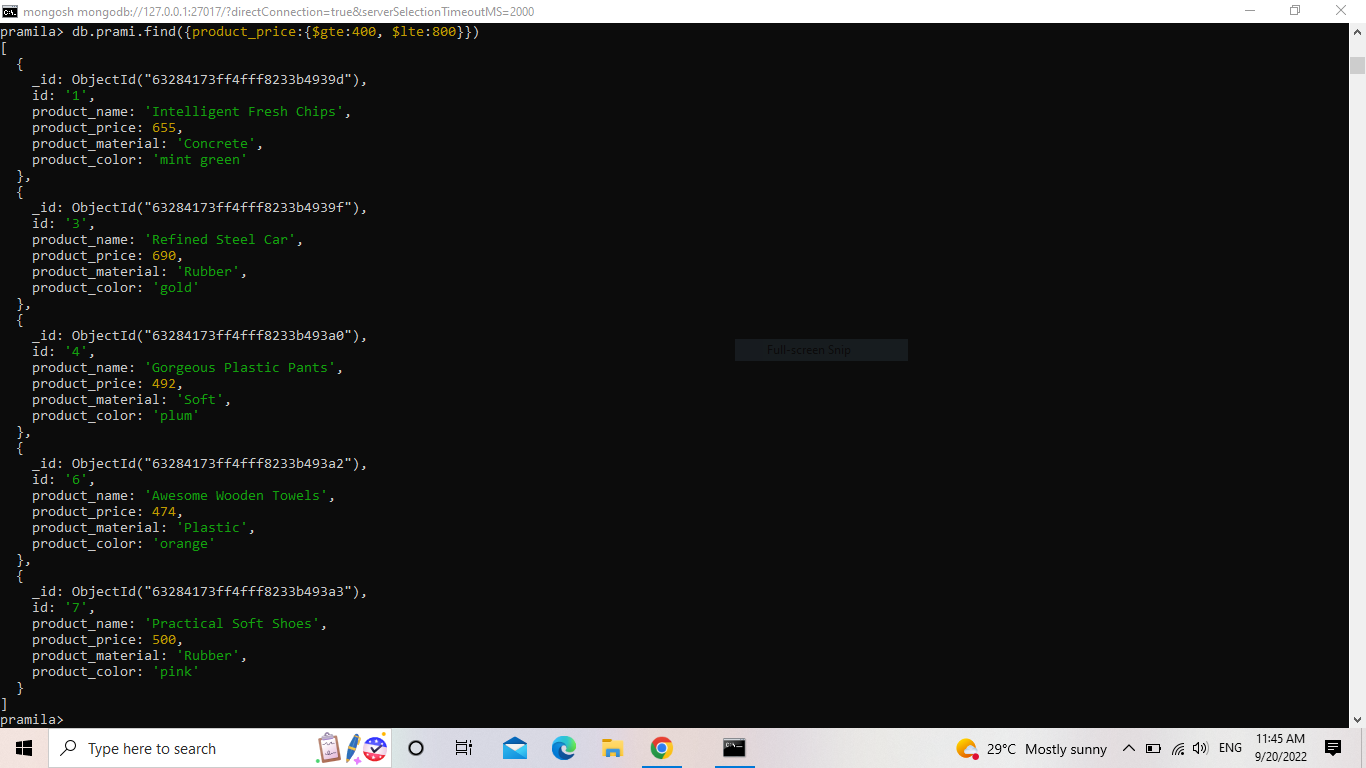 mongosh mongodb://127.0.0.1:27017/?directConnection=true&serverSelectionTimeoutMS=2000
pramila> db.prami.find({product_price:{$gte:400, $lte:800}})
[
  {
    _id: ObjectId("63284173ff4fff8233b4939d"),
    id: '1',
    product_name: 'Intelligent Fresh Chips',
    product_price: 655,
    product_material: 'Concrete',
    product_color: 'mint green'
  },
  {
    _id: ObjectId("63284173ff4fff8233b4939f"),
    id: '3',
    product_name: 'Refined Steel Car',
    product_price: 690,
    product_material: 'Rubber',
    product_color: 'gold'
  },
  {
    _id: ObjectId("63284173ff4fff8233b493a0"),
    id: '4',
    product_name: 'Gorgeous Plastic Pants',
    product_price: 492,
    product_material: 'Soft',
    product_color: 'plum'
  },
  {
    _id: ObjectId("63284173ff4fff8233b493a2"),
    id: '6',
    product_name: 'Awesome Wooden Towels',
    product_price: 474,
    product_material: 'Plastic',
    product_color: 'orange'
  },
  {
    _id: ObjectId("63284173ff4fff8233b493a3"),
    id: '7',
    product_name: 'Practical Soft Shoes',
    product_price: 500,
    product_material: 'Rubber',
    product_color: 'pink'
  }
]
pramila>
Full-screen Snip
Type here to search
29°C Mostly sunny
ENG
11:45 AM
9/20/2022